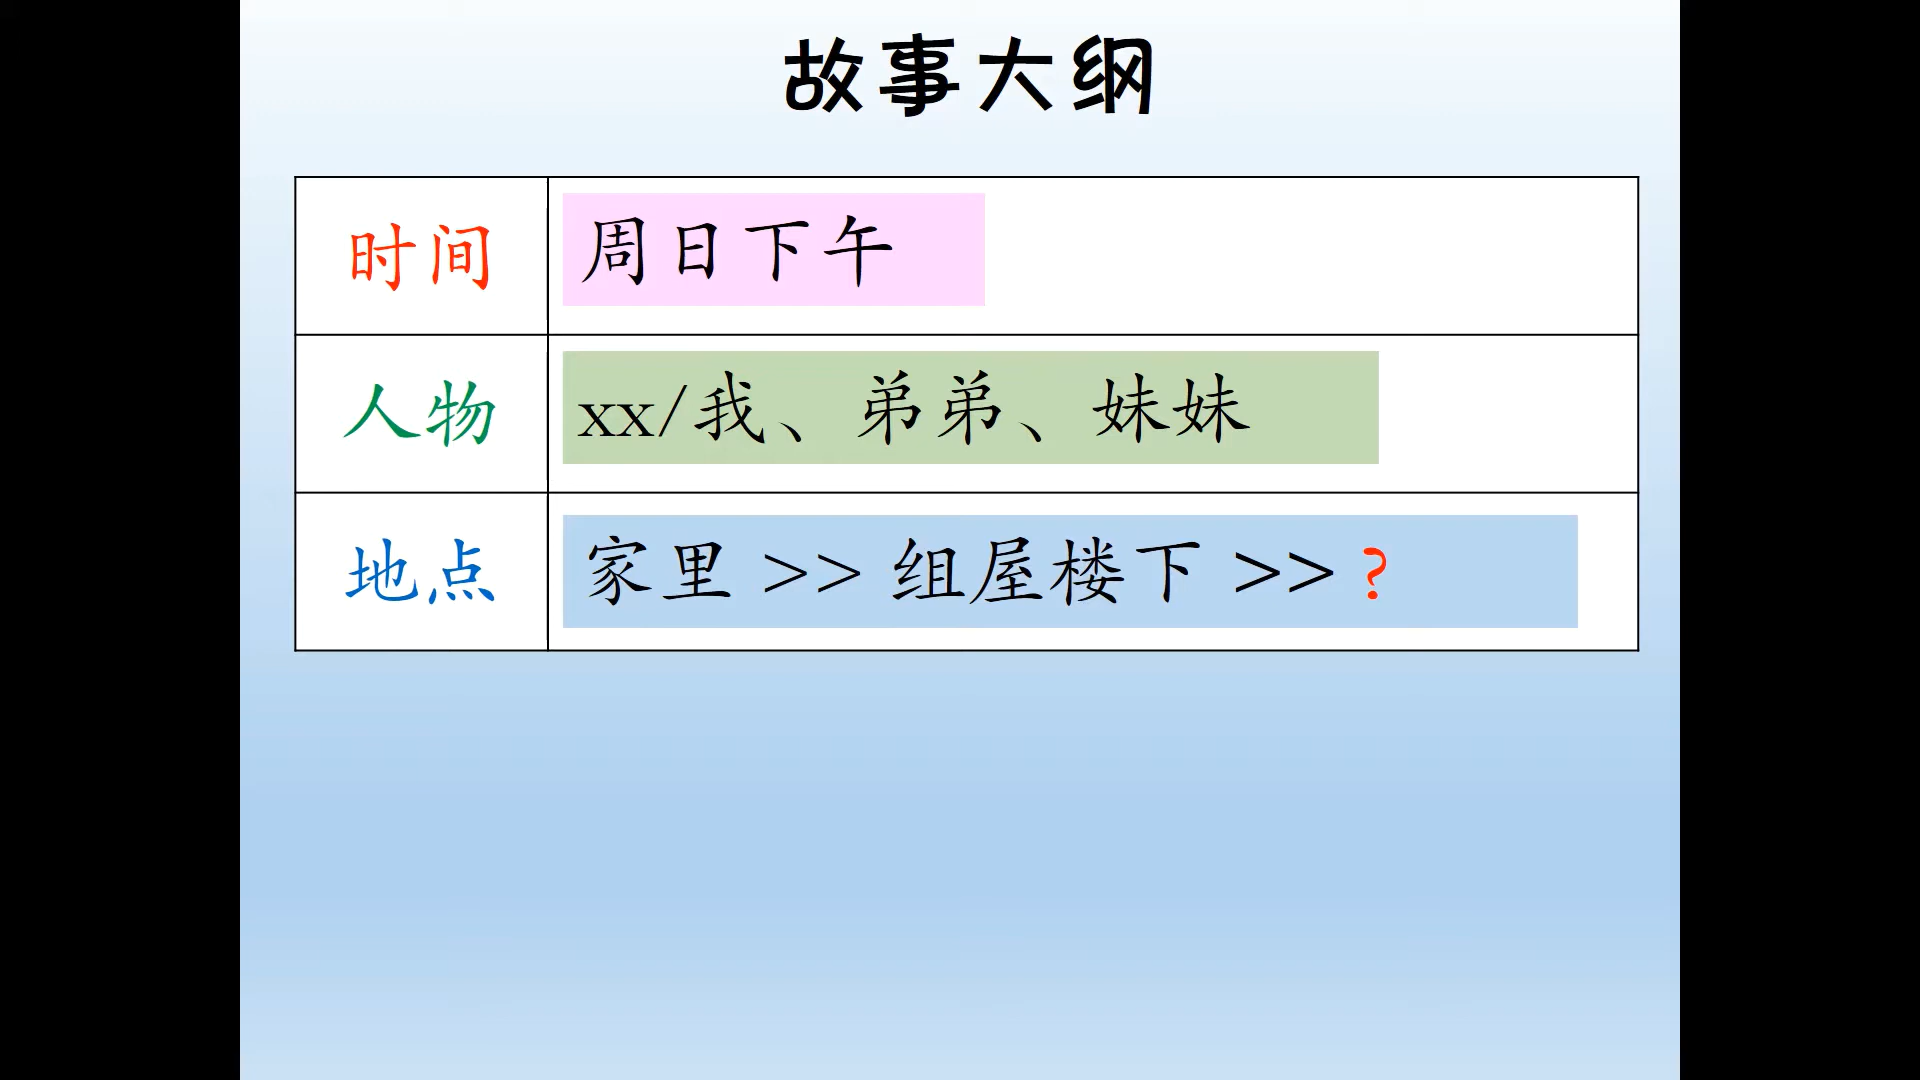 故事大纲
时间
周日下午
人物
xx/我、弟弟、妹妹
地点
家里 >> 组屋楼下 >> ?